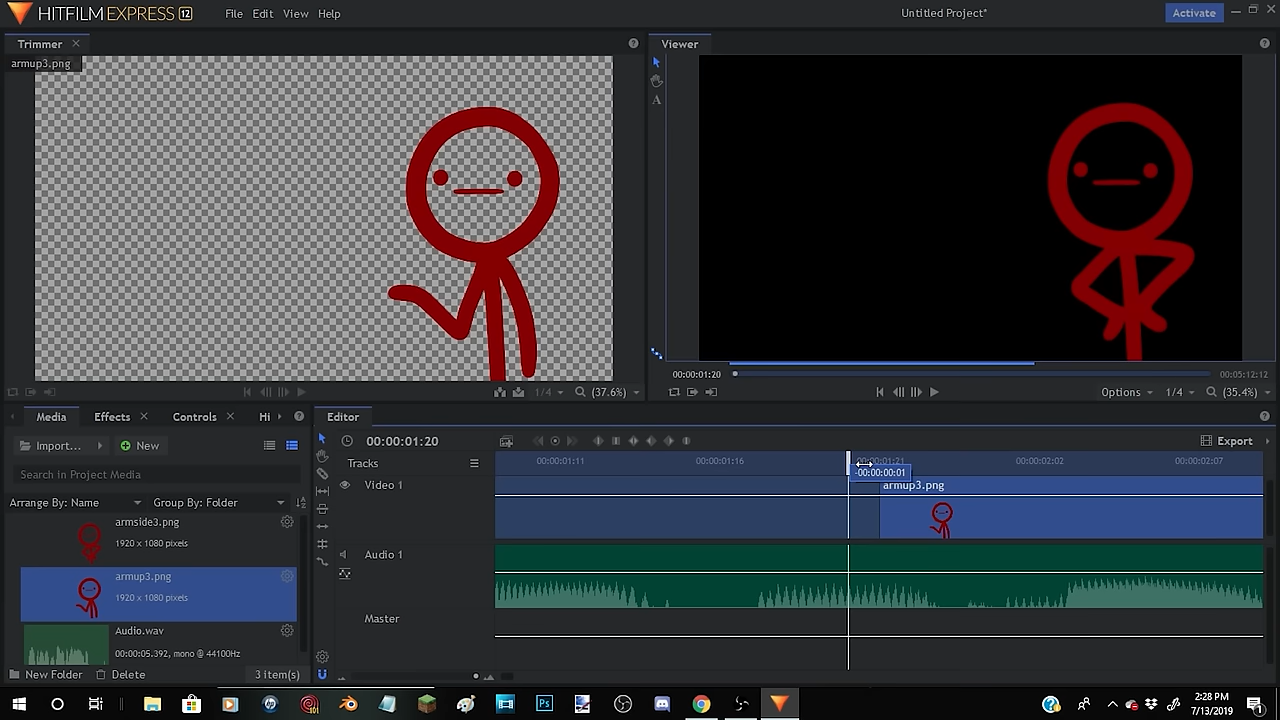 HITFILM EXPRESS 12 File Edit View Help Untitled Project* Activate
Trimmer
armup3.png
1/4 (37.6%)
Viewer
A
00:00:01:20 00:05:12:12
Options 1/4 (35.4%)
Media Effects Controls Hi
Import... New
Search in Project Media
Arrange By: Name Group By: Folder
armside3.png
1920 x 1080 pixels
armup3.png
1920 x 1080 pixels
Audio.wav
00:00:05.392, mono @ 44100Hz
New Folder Delete 3 item(s)
Editor
00:00:01:20 Export
Tracks 00:00:01:11 00:00:01:16 00:00:01:21 00:00:02:02 00:00:02:07
-00:00:00:01
Video 1 armup3.png
Audio 1
Master
Ps
2:28 PM
7/13/2019